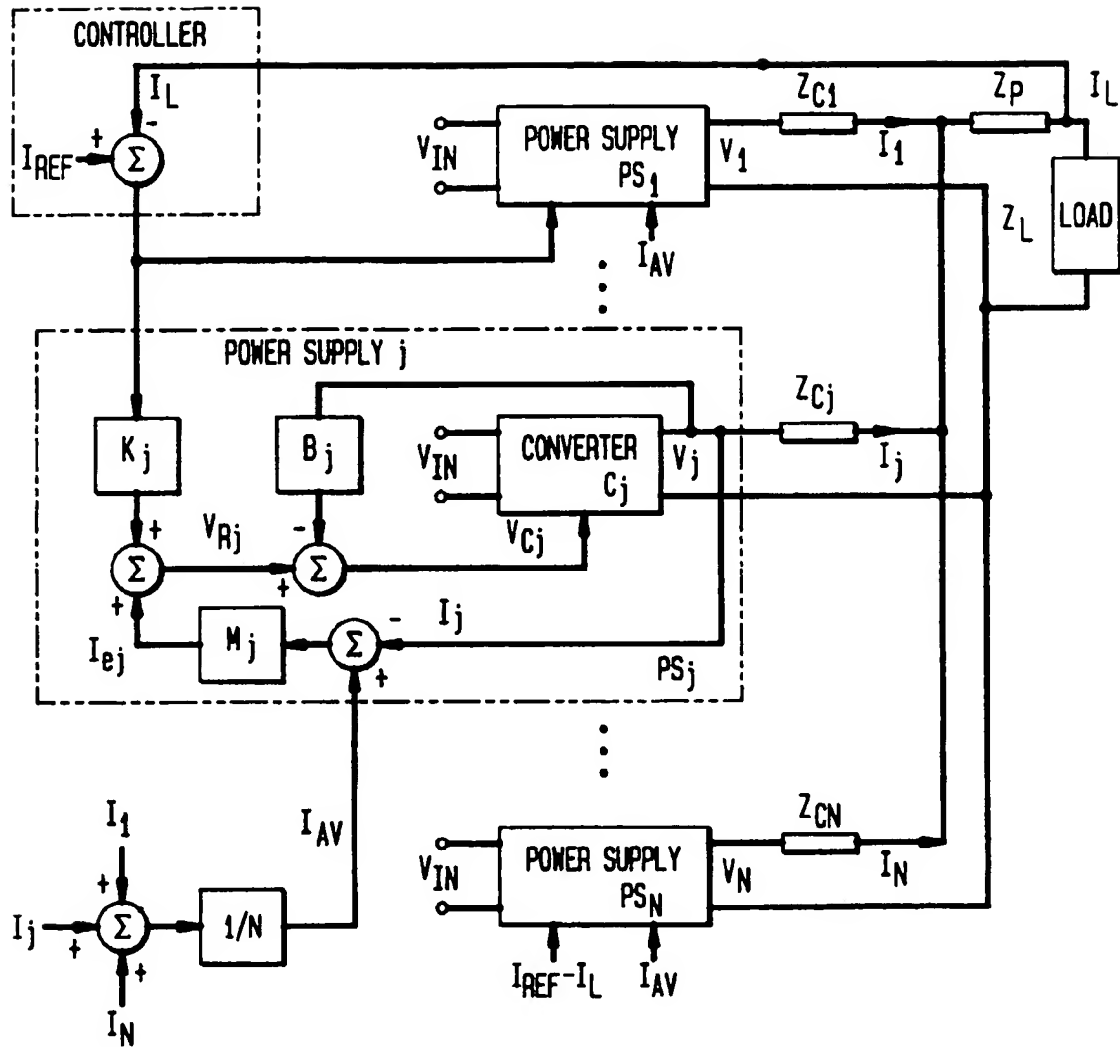 CONTROLLER
I_L
-
+
I_REF
Σ
V_IN
POWER SUPPLY
PS_1
I_AV
V_1
Z_C1
I_1
Z_P
I_L
Z_L
LOAD
POWER SUPPLY j
K_j
B_j
V_IN
CONVERTER
C_j
V_j
Z_Cj
I_j
+
V_Rj
-
V_Cj
Σ
+
+
Σ
I_ej
M_j
Σ
-
I_j
+
PS_j
I_1
I_AV
+
I_j
+
Σ
+
1/N
I_N
V_IN
POWER SUPPLY
PS_N
V_N
Z_CN
I_N
I_REF-I_L
I_AV